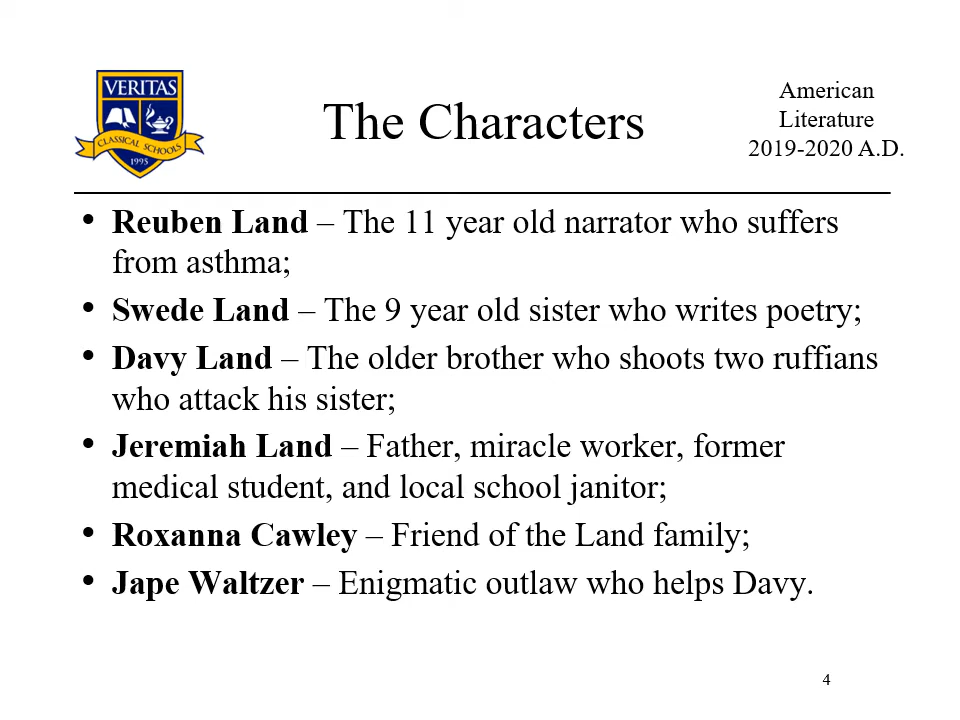 VERITAS
CLASSICAL SCHOOLS
1995
The Characters
American
Literature
2019-2020 A.D.
• Reuben Land – The 11 year old narrator who suffers
from asthma;
• Swede Land – The 9 year old sister who writes poetry;
• Davy Land – The older brother who shoots two ruffians
who attack his sister;
• Jeremiah Land – Father, miracle worker, former
medical student, and local school janitor;
• Roxanna Cawley – Friend of the Land family;
• Jape Waltzer – Enigmatic outlaw who helps Davy.
4